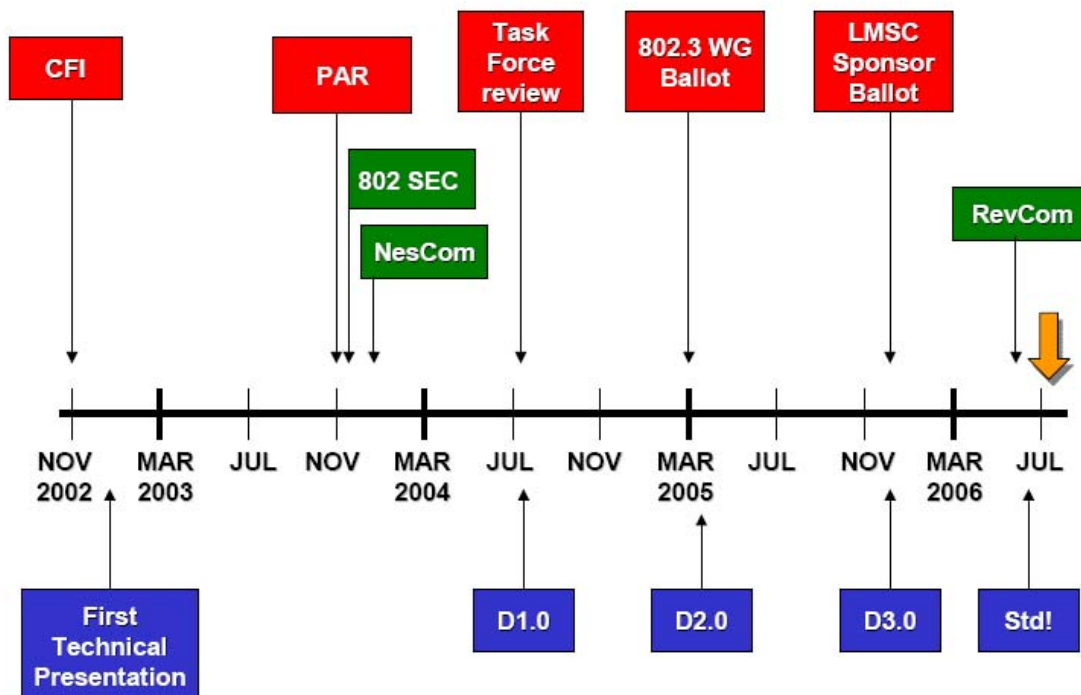 CFI
PAR
Task
Force
review
802.3 WG
Ballot
LMSC
Sponsor
Ballot
802 SEC
NesCom
RevCom
NOV
2002
MAR
2003
JUL
NOV
MAR
2004
JUL
NOV
MAR
2005
JUL
NOV
MAR
2006
JUL
First
Technical
Presentation
D1.0
D2.0
D3.0
Std!